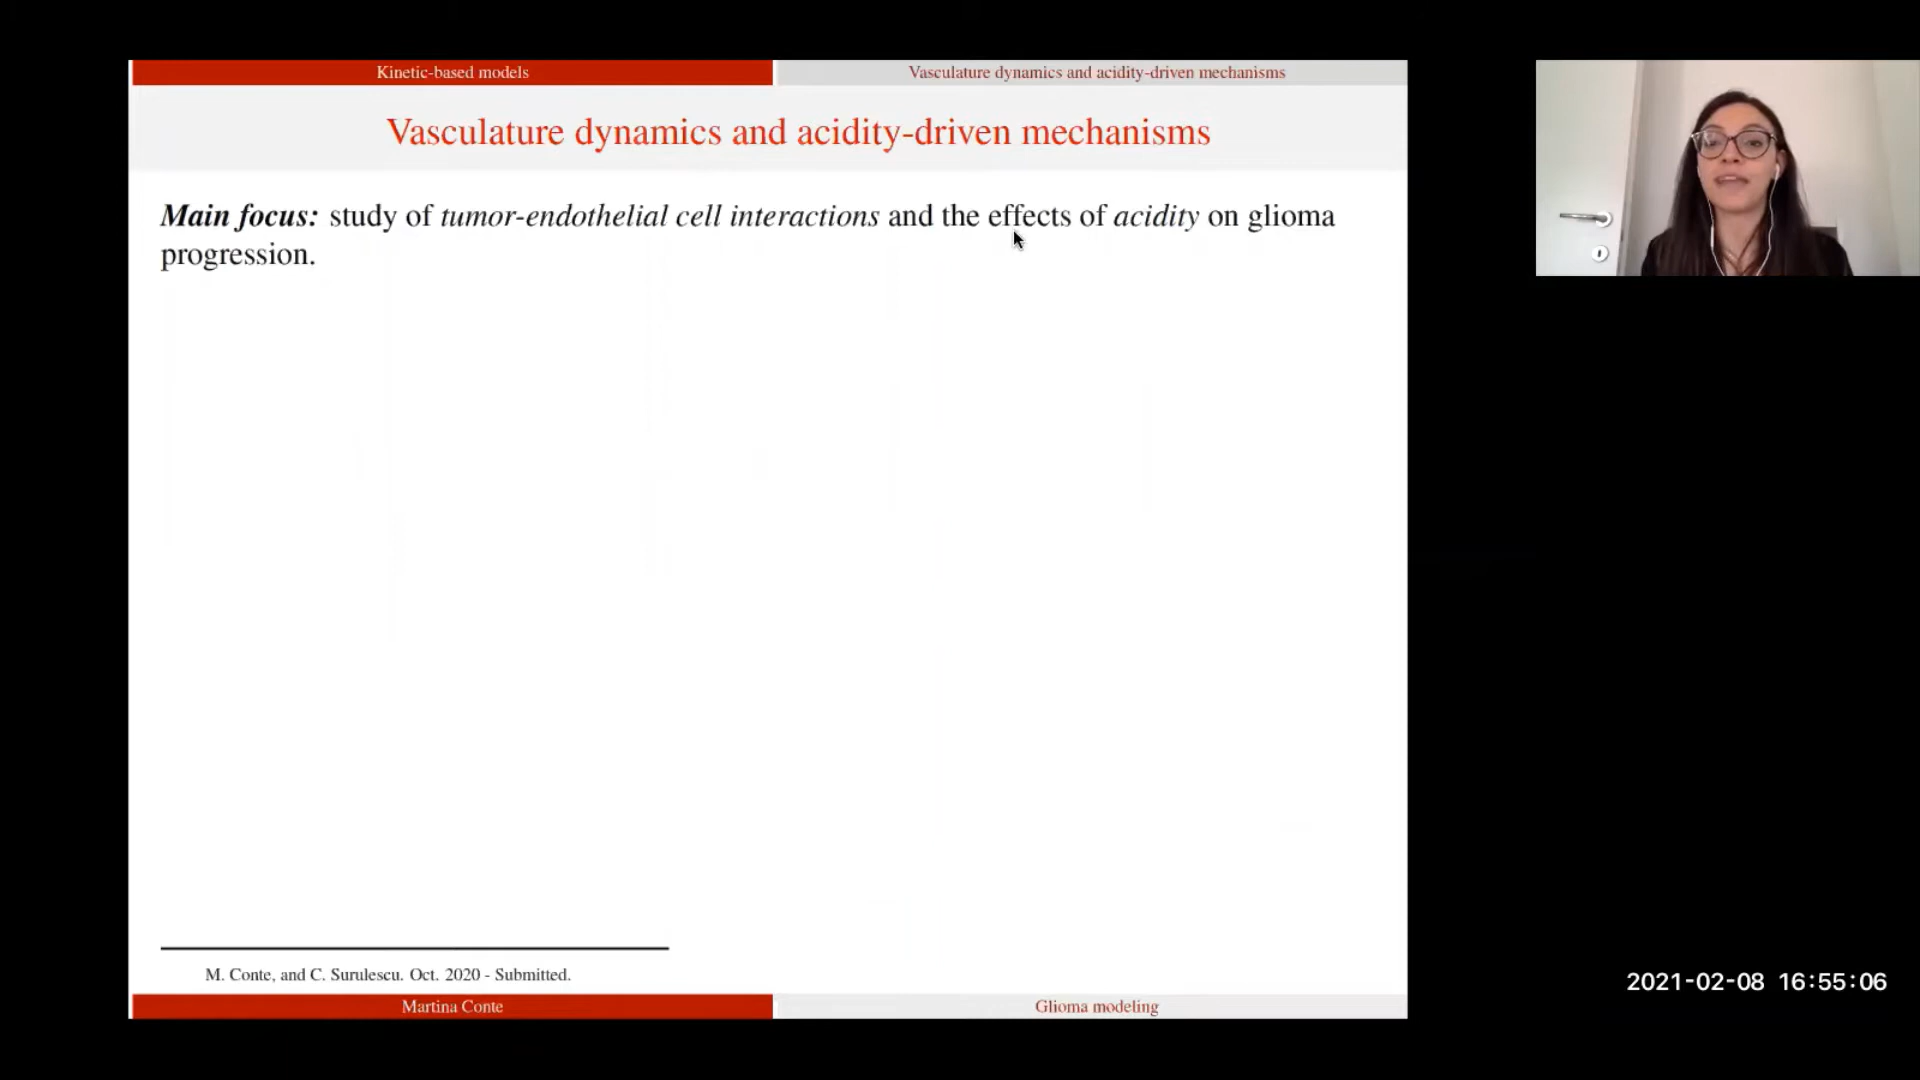 Kinetic-based models
Vasculature dynamics and acidity-driven mechanisms
Vasculature dynamics and acidity-driven mechanisms
Main focus: study of tumor-endothelial cell interactions and the effects of acidity on glioma
progression.
M. Conte, and C. Surulescu. Oct. 2020 - Submitted.
Martina Conte
Glioma modeling
2021-02-08 16:55:06